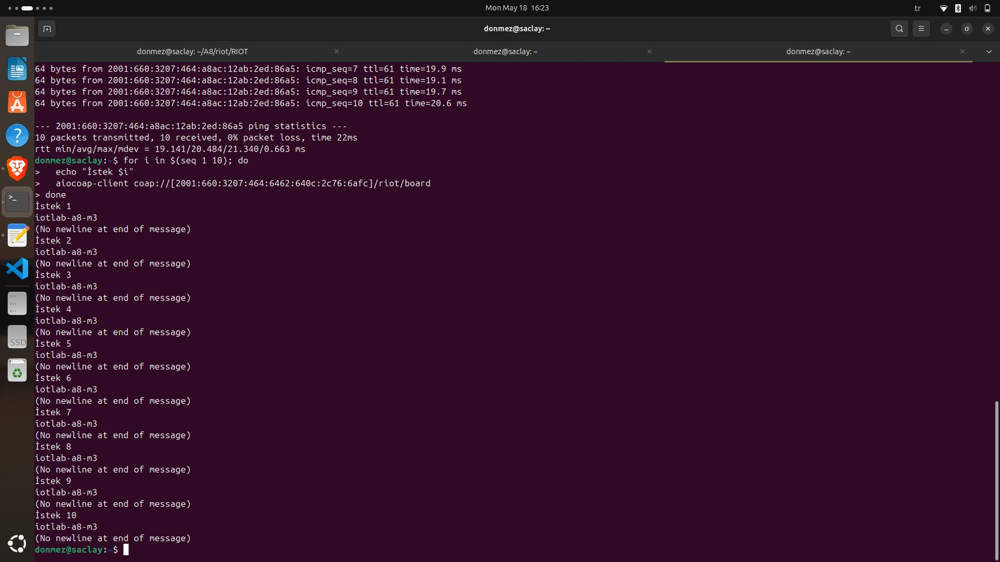 Mon May 18 16:23
tr
donmez@saclay: ~
donmez@saclay: ~/A8/riot/RIOT
donmez@saclay: ~
donmez@saclay: ~
64 bytes from 2001:660:3207:464:a8ac:12ab:2ed:86a5: icmp_seq=7 ttl=61 time=19.9 ms
64 bytes from 2001:660:3207:464:a8ac:12ab:2ed:86a5: icmp_seq=8 ttl=61 time=19.1 ms
64 bytes from 2001:660:3207:464:a8ac:12ab:2ed:86a5: icmp_seq=9 ttl=61 time=19.7 ms
64 bytes from 2001:660:3207:464:a8ac:12ab:2ed:86a5: icmp_seq=10 ttl=61 time=20.6 ms
--- 2001:660:3207:464:a8ac:12ab:2ed:86a5 ping statistics ---
10 packets transmitted, 10 received, 0% packet loss, time 22ms
rtt min/avg/max/mdev = 19.141/20.484/21.340/0.663 ms
donmez@saclay:~$ for i in $(seq 1 10); do
>   echo "İstek $i"
>   aiocoap-client coap://[2001:660:3207:464:6462:640c:2c76:6afc]/riot/board
> done
İstek 1
iotlab-a8-m3
(No newline at end of message)
İstek 2
iotlab-a8-m3
(No newline at end of message)
İstek 3
iotlab-a8-m3
(No newline at end of message)
İstek 4
iotlab-a8-m3
(No newline at end of message)
İstek 5
iotlab-a8-m3
(No newline at end of message)
İstek 6
iotlab-a8-m3
(No newline at end of message)
İstek 7
iotlab-a8-m3
(No newline at end of message)
İstek 8
iotlab-a8-m3
(No newline at end of message)
İstek 9
iotlab-a8-m3
(No newline at end of message)
İstek 10
iotlab-a8-m3
(No newline at end of message)
donmez@saclay:~$
SSD